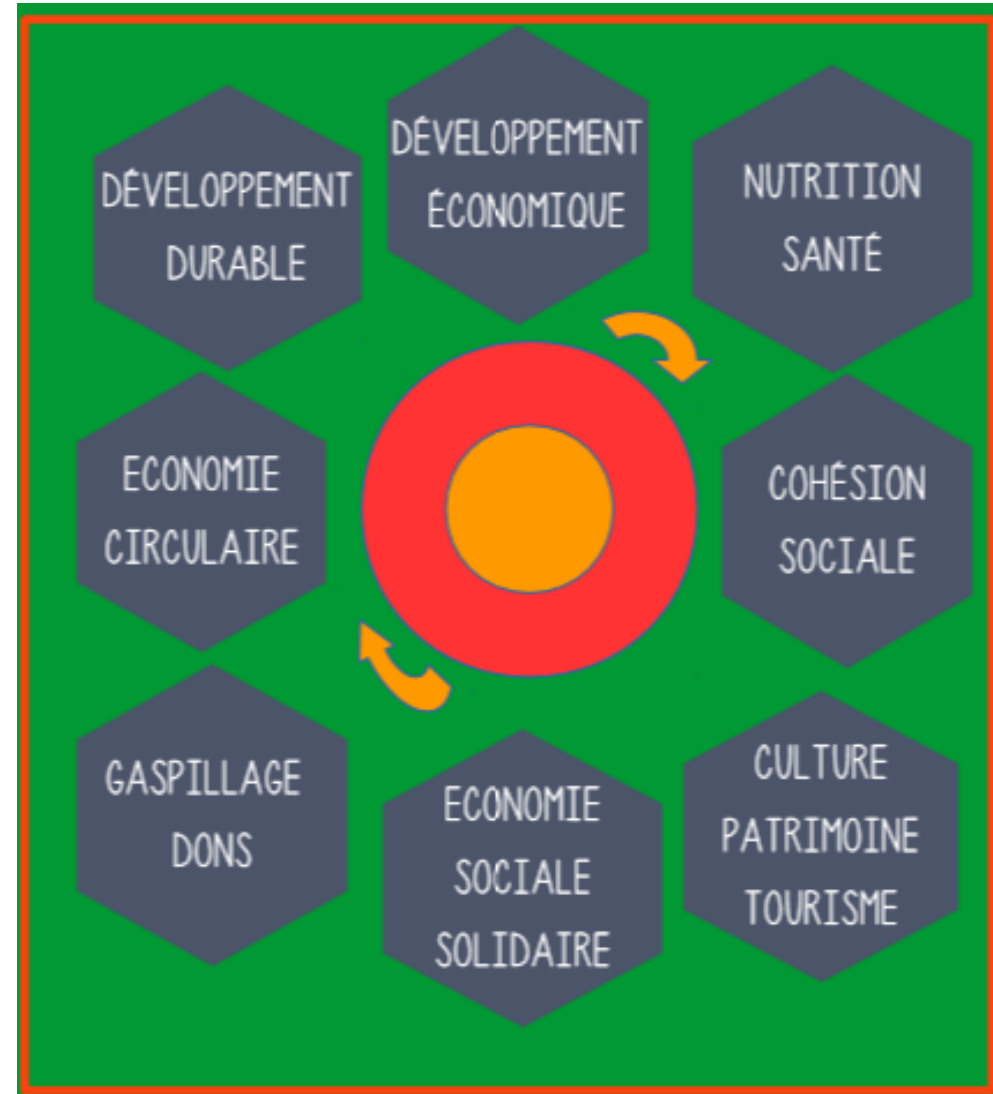 DÉVELOPPEMENT
DURABLE
DÉVELOPPEMENT
ÉCONOMIQUE
NUTRITION
SANTÉ
ECONOMIE
CIRCULAIRE
COHÉSION
SOCIALE
GASPILLAGE
DONS
ECONOMIE
SOCIALE
SOLIDAIRE
CULTURE
PATRIMOINE
TOURISME